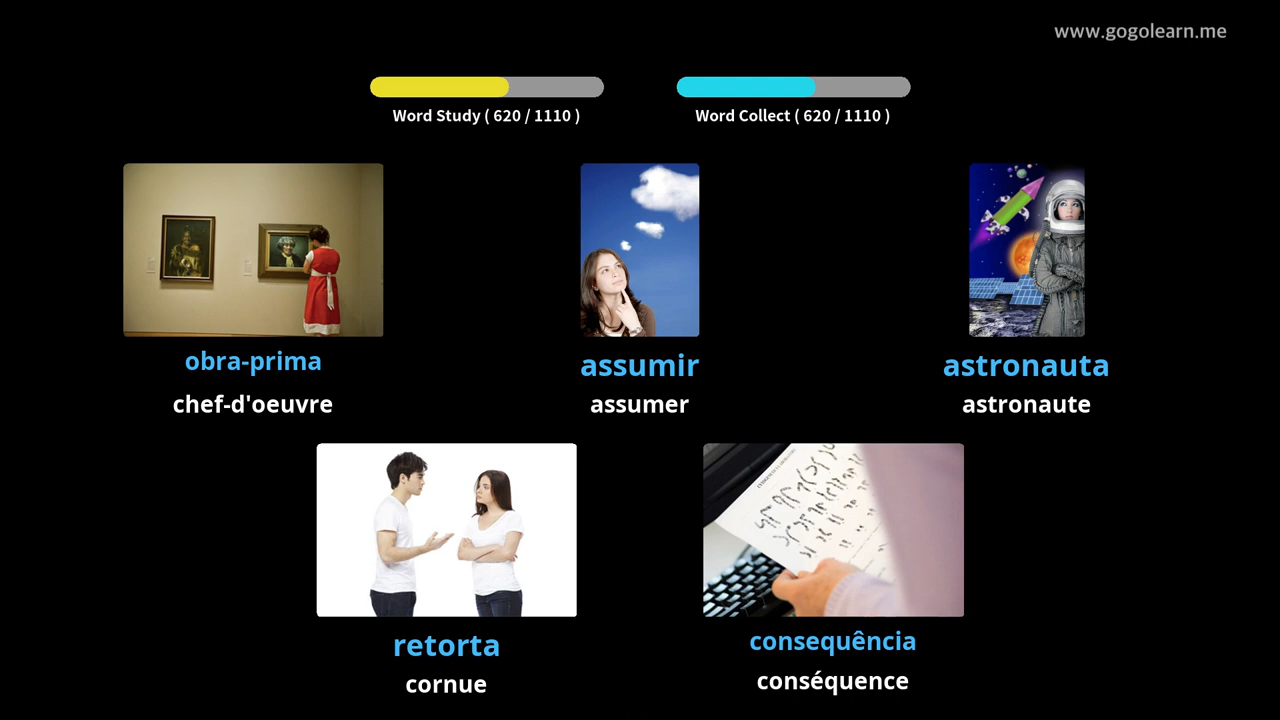 www.gogolearn.me
Word Study ( 620 / 1110 )
Word Collect ( 620 / 1110 )
obra-prima
chef-d'oeuvre
assumir
assumer
astronauta
astronaute
retorta
cornue
consequência
conséquence